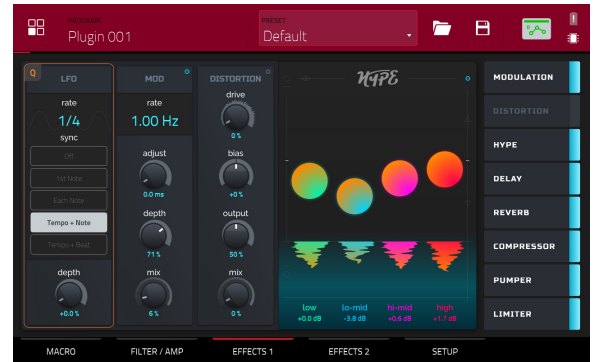 PROGRAM
Plugin 001
PRESET
Default
Q
LFO
rate
1/4
sync
Off
1st Note
Each Note
Tempo + Note
Tempo + Beat
depth
+0.0 %
MOD
rate
1.00 Hz
adjust
0.0 ms
depth
71 %
mix
6 %
DISTORTION
drive
0 %
bias
+0 %
output
50 %
mix
0 %
HYPE
low
+0.0 dB
lo-mid
-3.8 dB
hi-mid
+0.6 dB
high
+1.7 dB
MODULATION
DISTORTION
HYPE
DELAY
REVERB
COMPRESSOR
PUMPER
LIMITER
MACRO
FILTER / AMP
EFFECTS 1
EFFECTS 2
SETUP